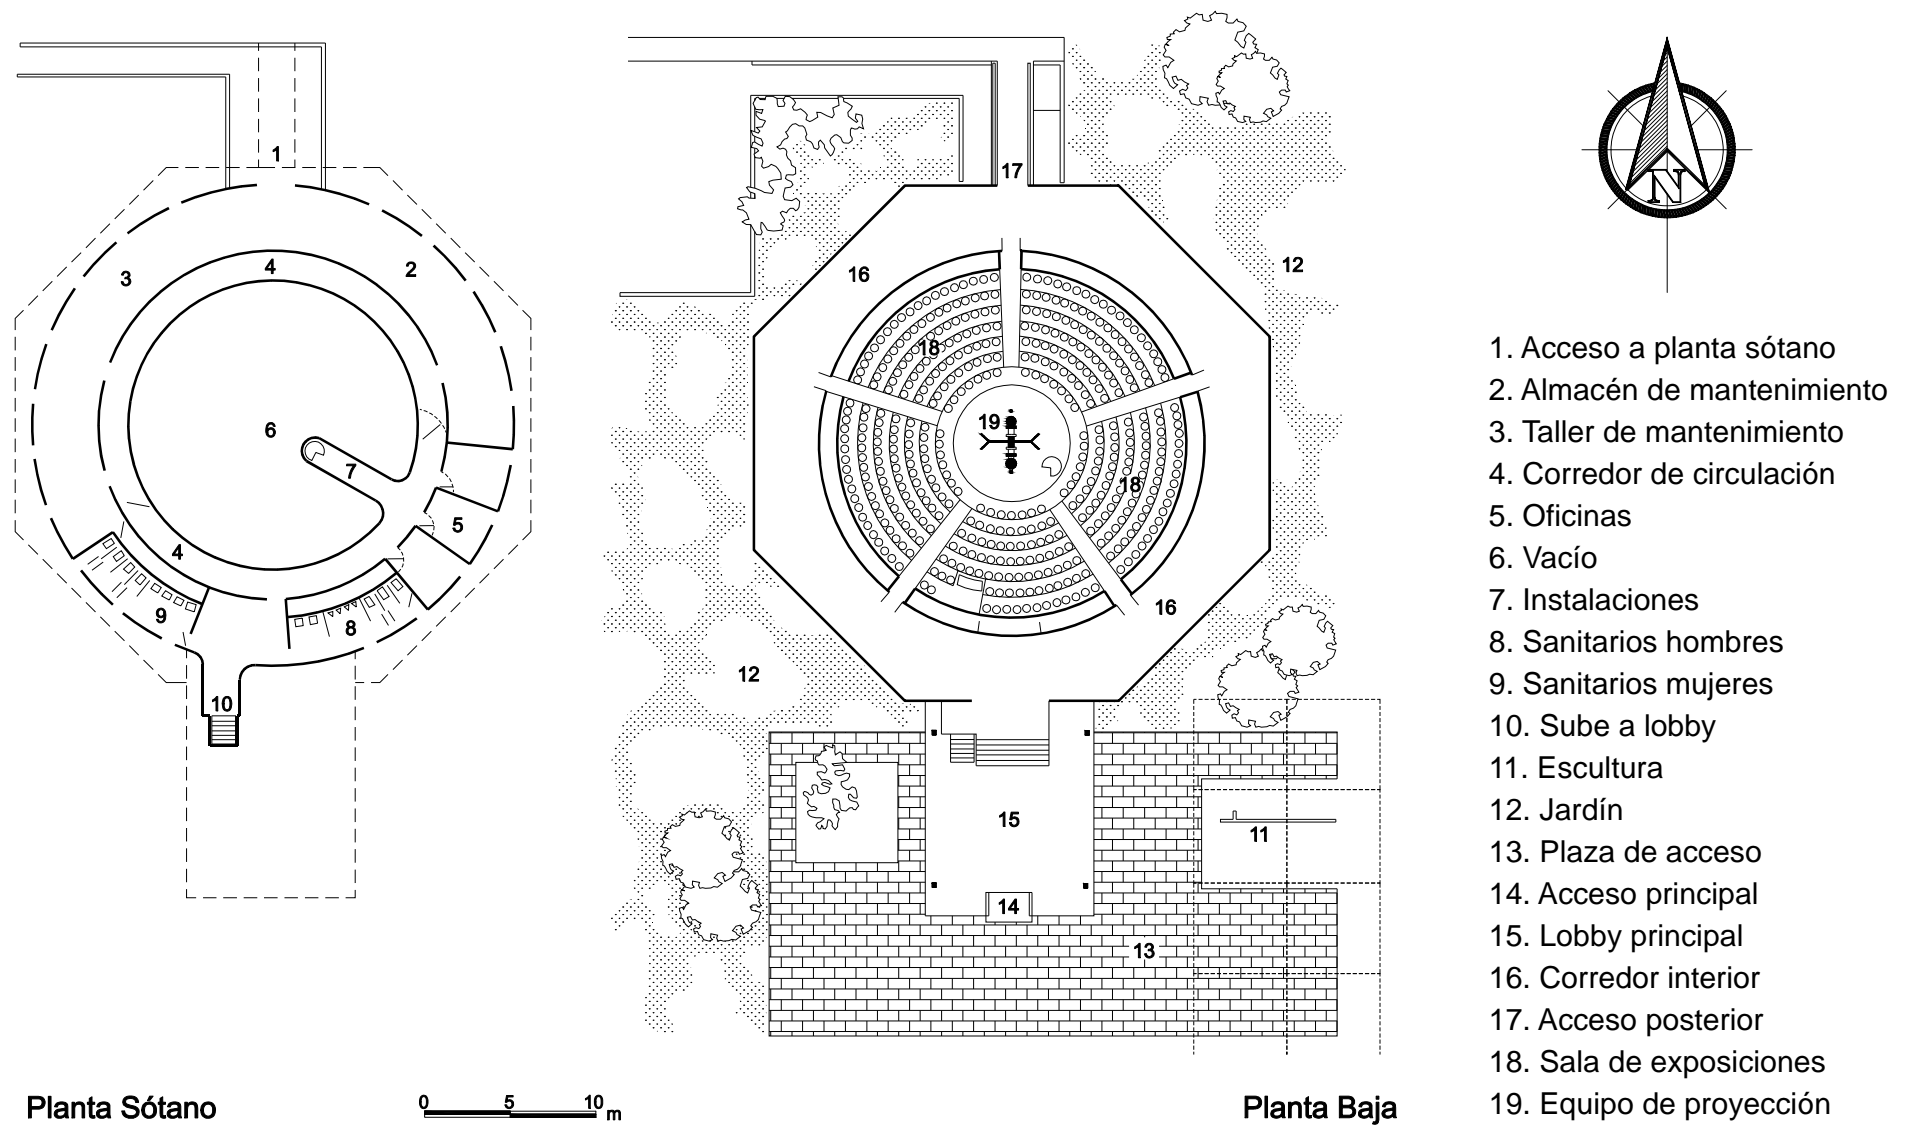 1
17
N
3
4
2
16
12
18
6
19
7
18
5
4
9
8
16
12
10
15
11
14
13
1. Acceso a planta sótano
2. Almacén de mantenimiento
3. Taller de mantenimiento
4. Corredor de circulación
5. Oficinas
6. Vacío
7. Instalaciones
8. Sanitarios hombres
9. Sanitarios mujeres
10. Sube a lobby
11. Escultura
12. Jardín
13. Plaza de acceso
14. Acceso principal
15. Lobby principal
16. Corredor interior
17. Acceso posterior
18. Sala de exposiciones
19. Equipo de proyección
Planta Sótano
0 5 10 m
Planta Baja